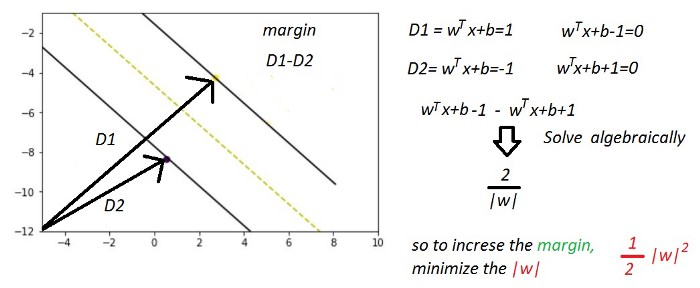 margin
D1-D2
D1
D2
−2
−4
−6
−8
−10
−12
−4 −2 0 2 4 6 8 10
D1 = wᵀx+b=1 wᵀx+b-1=0
D2= wᵀx+b=-1 wᵀx+b+1=0
wᵀx+b-1 - wᵀx+b+1
Solve algebraically
2
|w|
so to increse the margin, 1/2 |w|²
minimize the |w|